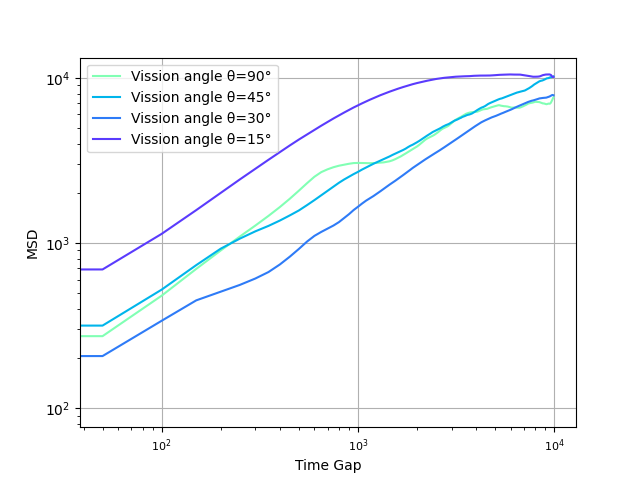 Vission angle θ=90°
Vission angle θ=45°
Vission angle θ=30°
Vission angle θ=15°
10⁴
10³
10²
MSD
10² 10³ 10⁴
Time Gap